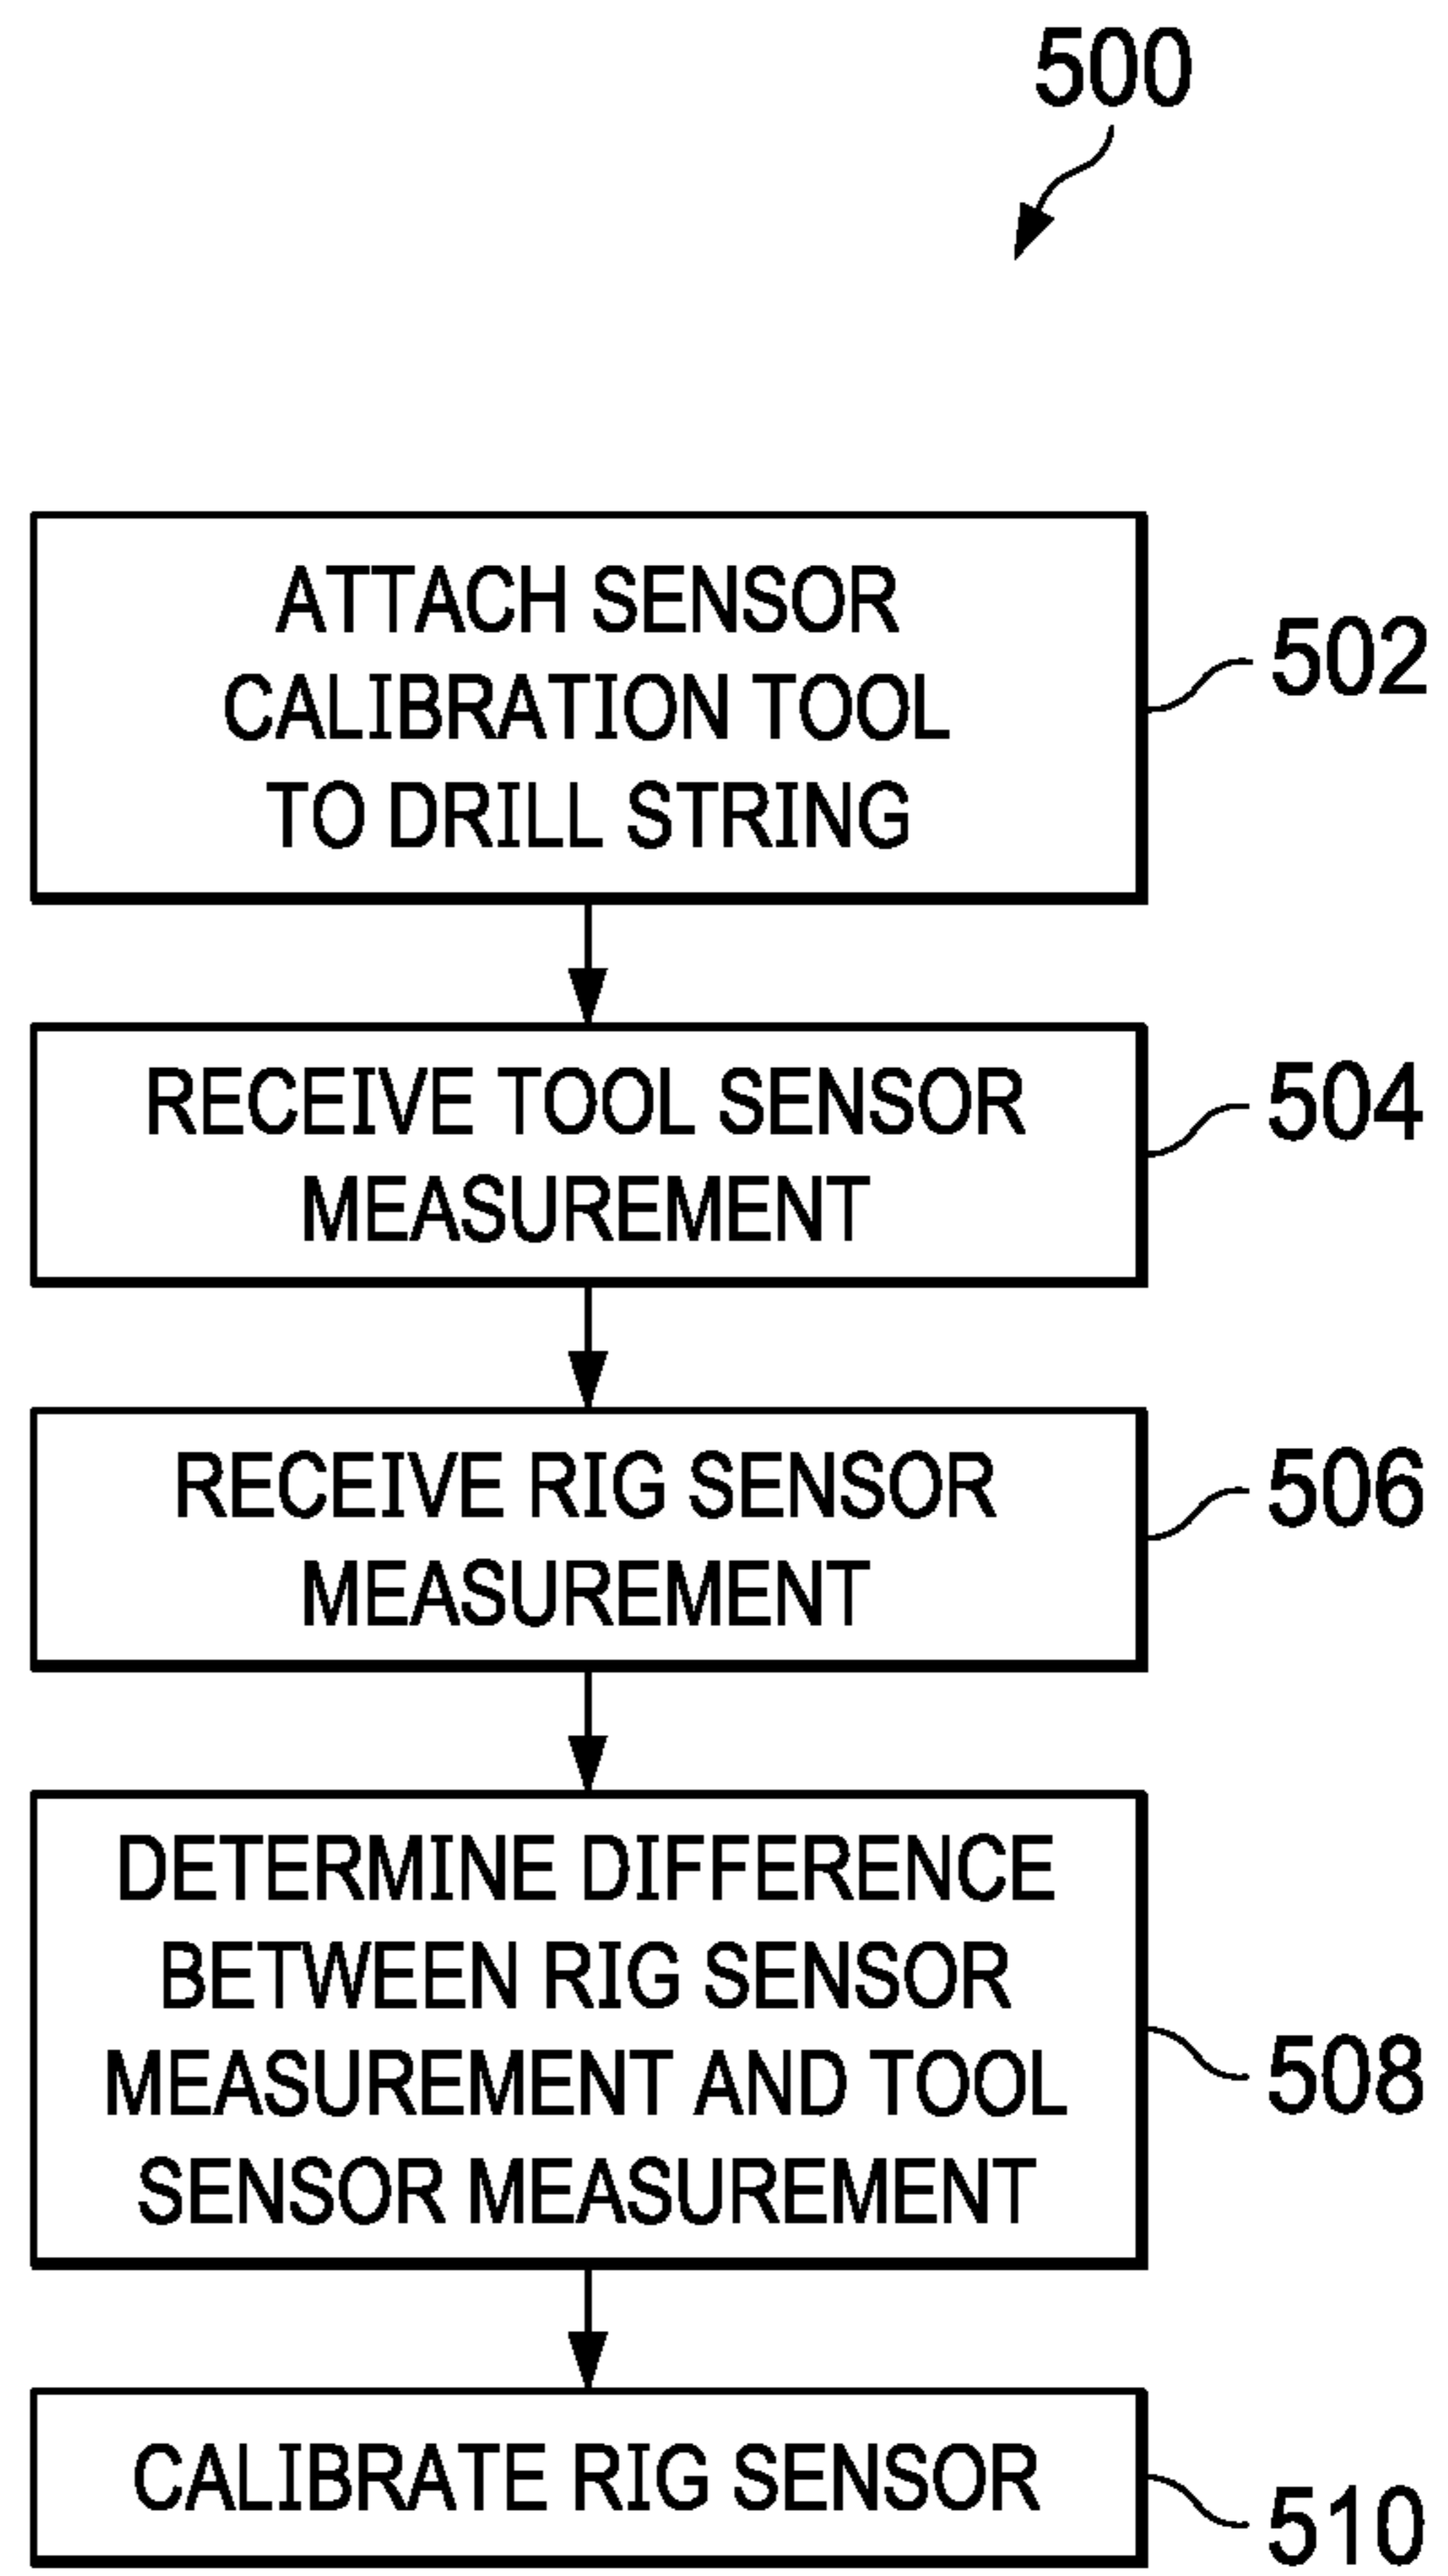 500
ATTACH SENSOR
CALIBRATION TOOL
TO DRILL STRING
502
RECEIVE TOOL SENSOR
MEASUREMENT
504
RECEIVE RIG SENSOR
MEASUREMENT
506
DETERMINE DIFFERENCE
BETWEEN RIG SENSOR
MEASUREMENT AND TOOL
SENSOR MEASUREMENT
508
CALIBRATE RIG SENSOR
510